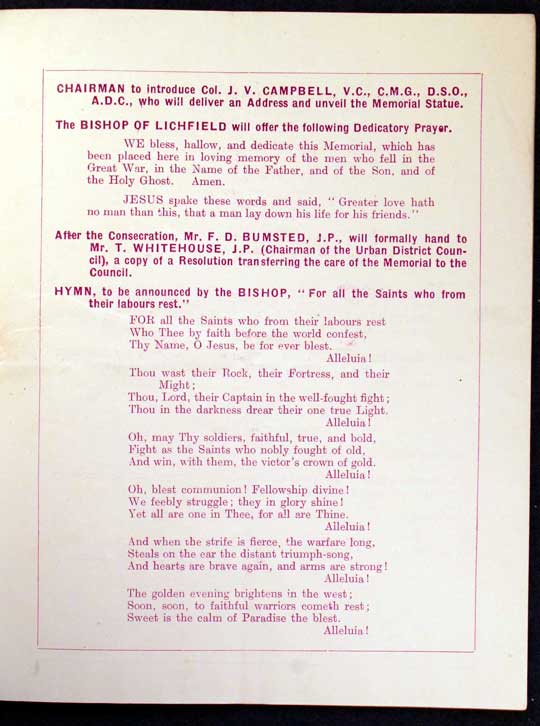 CHAIRMAN to introduce Col. J. V. CAMPBELL, V.C., C.M.G., D.S.O.,
A.D.C., who will deliver an Address and unveil the Memorial Statue.
The BISHOP OF LICHFIELD will offer the following Dedicatory Prayer.
WE bless, hallow, and dedicate this Memorial, which has
been placed here in loving memory of the men who fell in the
Great War, in the Name of the Father, and of the Son, and of
the Holy Ghost. Amen.
JESUS spake these words and said, "Greater love hath
no man than this, that a man lay down his life for his friends."
After the Consecration, Mr. F. D. BUMSTED, J.P., will formally hand to
Mr. T. WHITEHOUSE, J.P. (Chairman of the Urban District Coun-
cil), a copy of a Resolution transferring the care of the Memorial to the
Council.
HYMN, to be announced by the BISHOP, "For all the Saints who from
their labours rest."
FOR all the Saints who from their labours rest
Who Thee by faith before the world confest,
Thy Name, O Jesus, be for ever blest.
Alleluia!
Thou wast their Rock, their Fortress, and their
Might;
Thou, Lord, their Captain in the well-fought fight;
Thou in the darkness drear their one true Light.
Alleluia!
Oh, may Thy soldiers, faithful, true, and bold,
Fight as the Saints who nobly fought of old,
And win, with them, the victor's crown of gold.
Alleluia!
Oh, blest communion! Fellowship divine!
We feebly struggle; they in glory shine!
Yet all are one in Thee, for all are Thine.
Alleluia!
And when the strife is fierce, the warfare long,
Steals on the ear the distant triumph-song,
And hearts are brave again, and arms are strong!
Alleluia!
The golden evening brightens in the west;
Soon, soon, to faithful warriors cometh rest;
Sweet is the calm of Paradise the blest.
Alleluia!